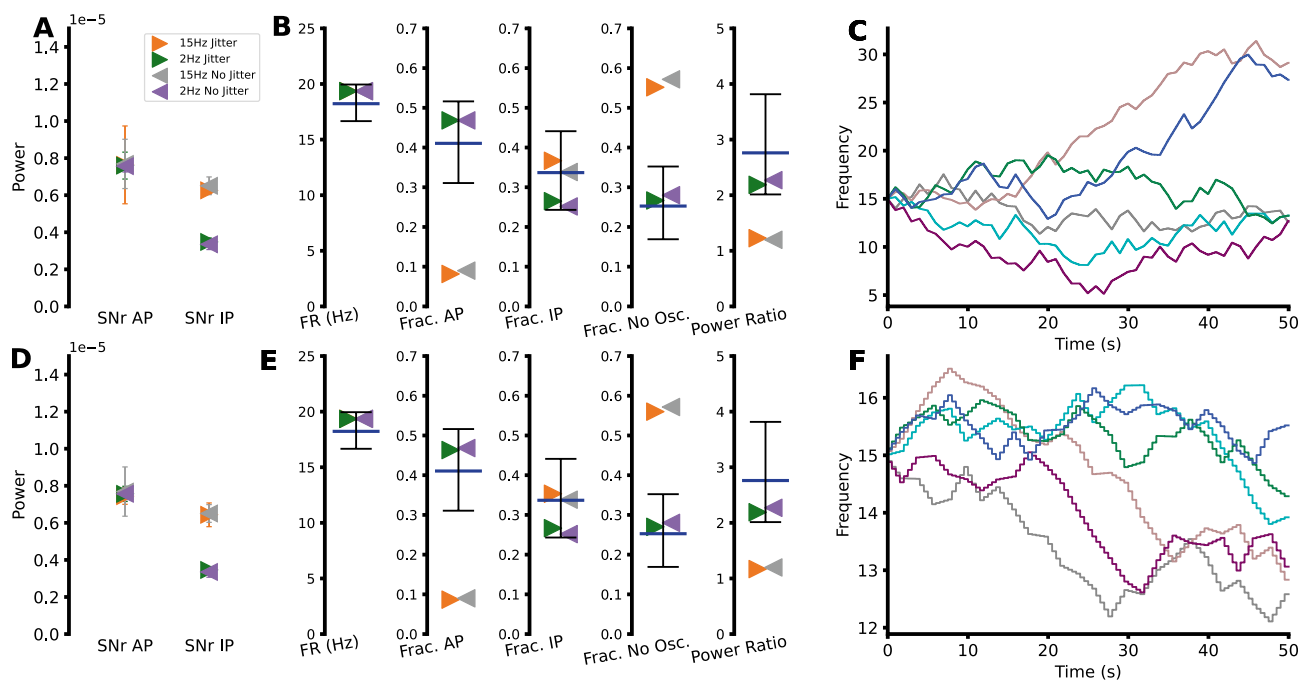 A
1e−5
Power
1.4
1.2
1.0
0.8
0.6
0.4
0.2
0.0
SNr AP
SNr IP
15Hz Jitter
2Hz Jitter
15Hz No Jitter
2Hz No Jitter
B
25
20
15
10
5
0
FR (Hz)
0.7
0.6
0.5
0.4
0.3
0.2
0.1
0.0
Frac. AP
0.7
0.6
0.5
0.4
0.3
0.2
0.1
0.0
Frac. IP
0.7
0.6
0.5
0.4
0.3
0.2
0.1
0.0
Frac. No Osc.
5
4
3
2
1
0
Power Ratio
C
Frequency
30
25
20
15
10
5
0 10 20 30 40 50
Time (s)
D
1e−5
Power
1.4
1.2
1.0
0.8
0.6
0.4
0.2
0.0
SNr AP
SNr IP
E
25
20
15
10
5
0
FR (Hz)
0.7
0.6
0.5
0.4
0.3
0.2
0.1
0.0
Frac. AP
0.7
0.6
0.5
0.4
0.3
0.2
0.1
0.0
Frac. IP
0.7
0.6
0.5
0.4
0.3
0.2
0.1
0.0
Frac. No Osc.
5
4
3
2
1
0
Power Ratio
F
Frequency
16
15
14
13
12
0 10 20 30 40 50
Time (s)